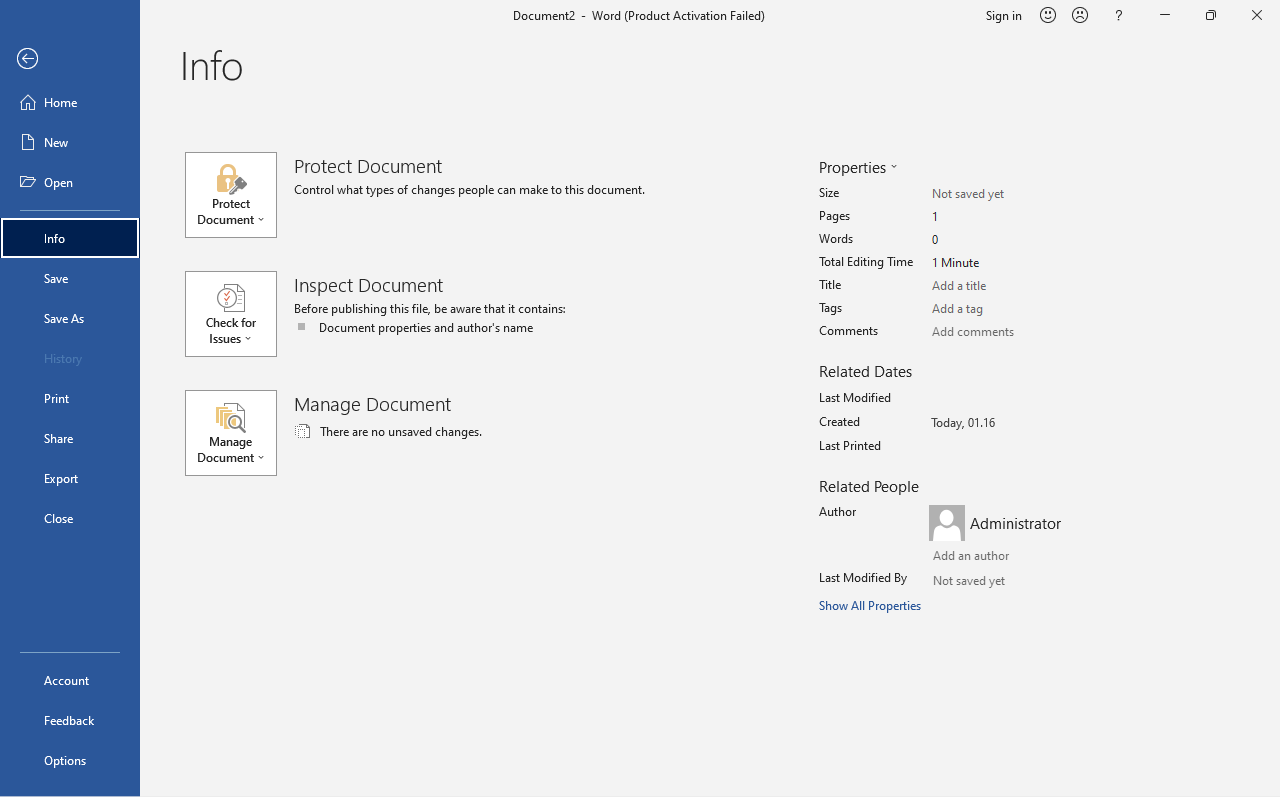 Document2  -  Word (Product Activation Failed)
Sign in
?
Home
New
Open
Info
Save
Save As
History
Print
Share
Export
Close
Account
Feedback
Options
Info
Protect Document
Protect Document
Control what types of changes people can make to this document.
Check for Issues
Inspect Document
Before publishing this file, be aware that it contains:
Document properties and author's name
Manage Document
Manage Document
There are no unsaved changes.
Properties
Size Not saved yet
Pages 1
Words 0
Total Editing Time 1 Minute
Title Add a title
Tags Add a tag
Comments Add comments
Related Dates
Last Modified
Created Today, 01.16
Last Printed
Related People
Author Administrator
Add an author
Last Modified By Not saved yet
Show All Properties